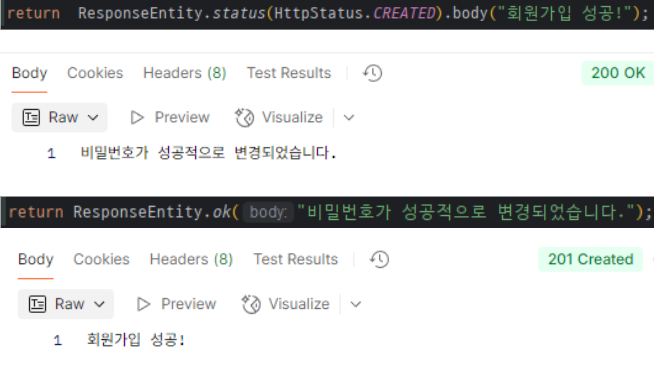 return ResponseEntity.status(HttpStatus.CREATED).body("회원가입 성공!");
Body Cookies Headers (8) Test Results 200 OK
Raw Preview Visualize
1 비밀번호가 성공적으로 변경되었습니다.
return ResponseEntity.ok( body: "비밀번호가 성공적으로 변경되었습니다.");
Body Cookies Headers (8) Test Results 201 Created
Raw Preview Visualize
1 회원가입 성공!